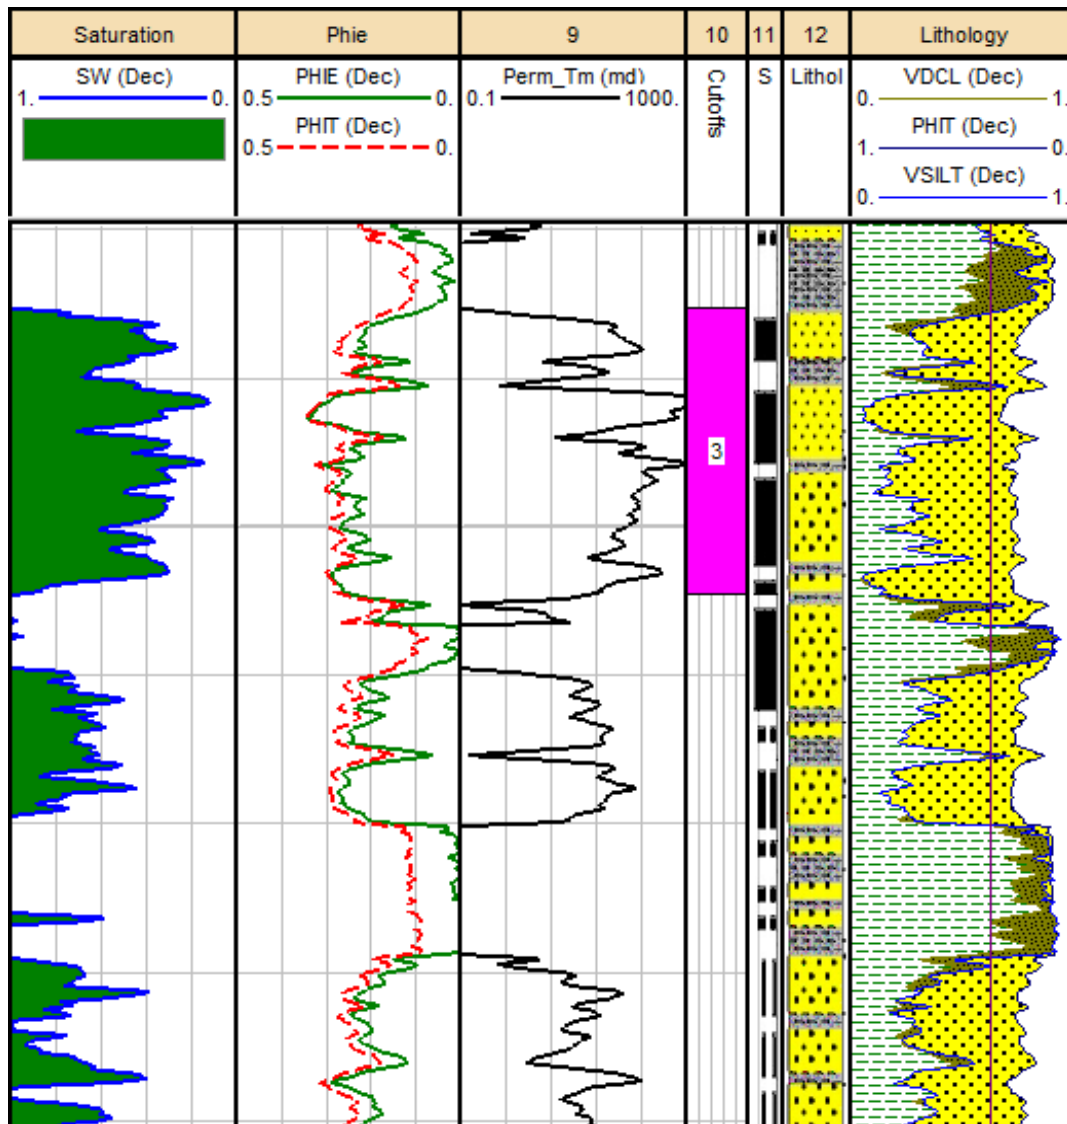 Saturation Phie 9 10 11 12 Lithology
SW (Dec)
1. 0.
PHIE (Dec)
0.5 0.
PHIT (Dec)
0.5 0.
Perm_Tm (md)
0.1 1000.
Cutoffs
S
Lithol
VDCL (Dec)
0. 1.
PHIT (Dec)
1. 0.
VSILT (Dec)
0. 1.
3